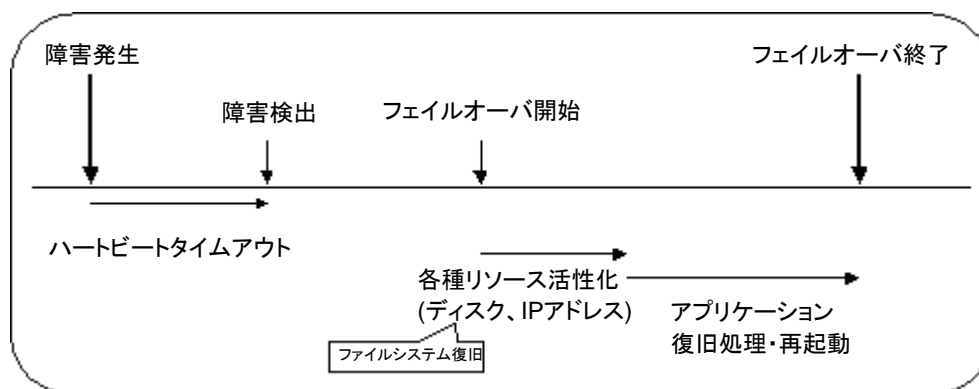 障害発生
フェイルオーバ終了
障害検出
フェイルオーバ開始
ハートビートタイムアウト
各種リソース活性化
(ディスク、IPアドレス)
アプリケーション
復旧処理・再起動
ファイルシステム復旧